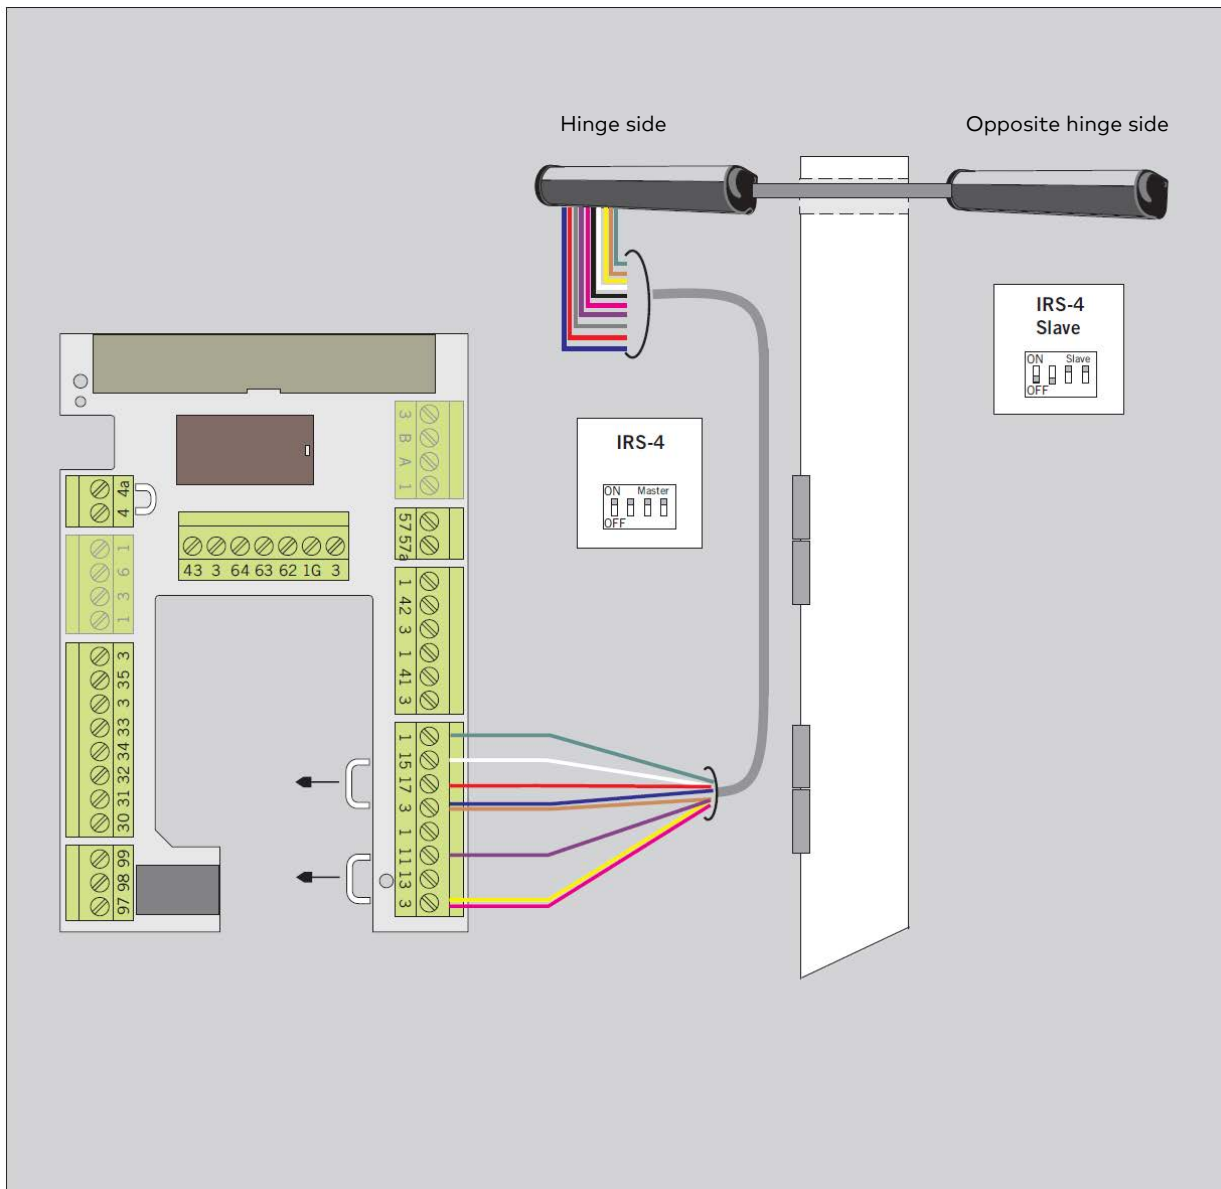 Hinge side
Opposite hinge side
IRS-4
Slave
ON Slave
OFF
IRS-4
ON Master
OFF
3 B A 1
4a 4
57 57a
1 6 3 1
43 3 64 63 62 1G 3
1 42 3 1 41 3
3 35 3 33 34 32 31 30
1 15 17 3 1 11 13 3
99 98 97